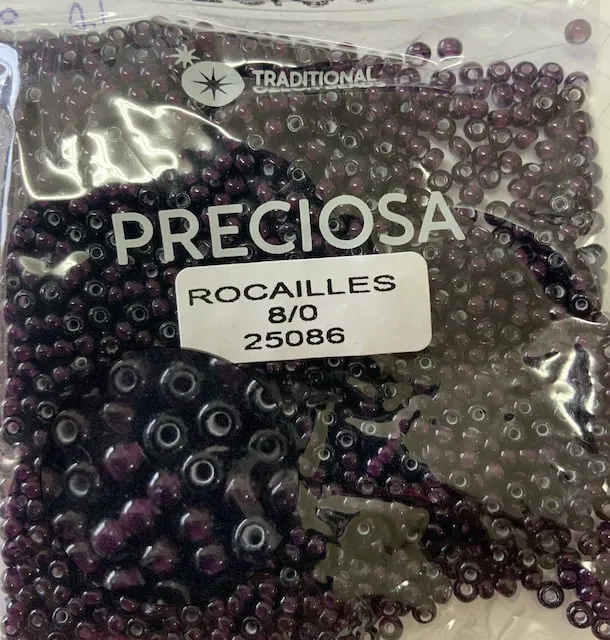 TRADITIONAL
PRECIOSA
ROCAILLES
8/0
25086